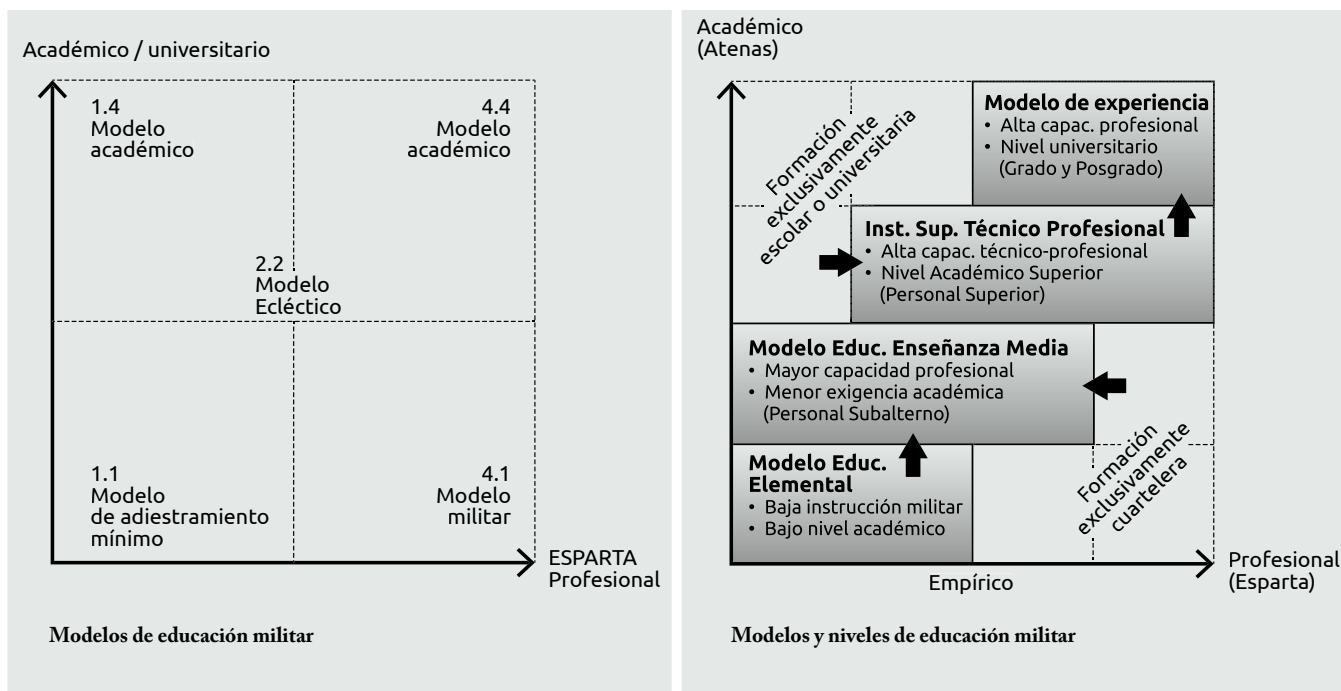 Académico / universitario
1.4
Modelo
académico
4.4
Modelo
académico
2.2
Modelo
Ecléctico
1.1
Modelo
de adiestramiento
mínimo
4.1
Modelo
militar
ESPARTA
Profesional
Modelos de educación militar
Académico
(Atenas)
Formación
exclusivamente
escolar o universitaria
Modelo de experiencia
• Alta capac. profesional
• Nivel universitario
(Grado y Posgrado)
Inst. Sup. Técnico Profesional
• Alta capac. técnico-profesional
• Nivel Académico Superior
(Personal Superior)
Modelo Educ. Enseñanza Media
• Mayor capacidad profesional
• Menor exigencia académica
(Personal Subalterno)
Modelo Educ.
Elemental
• Baja instrucción militar
• Bajo nivel académico
Formación
exclusivamente
cuartelera
Empírico
Profesional
(Esparta)
Modelos y niveles de educación militar